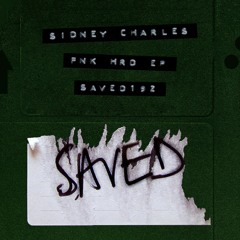 SIDNEY CHARLES
FNK HRD EP
SAVED192
SAVED